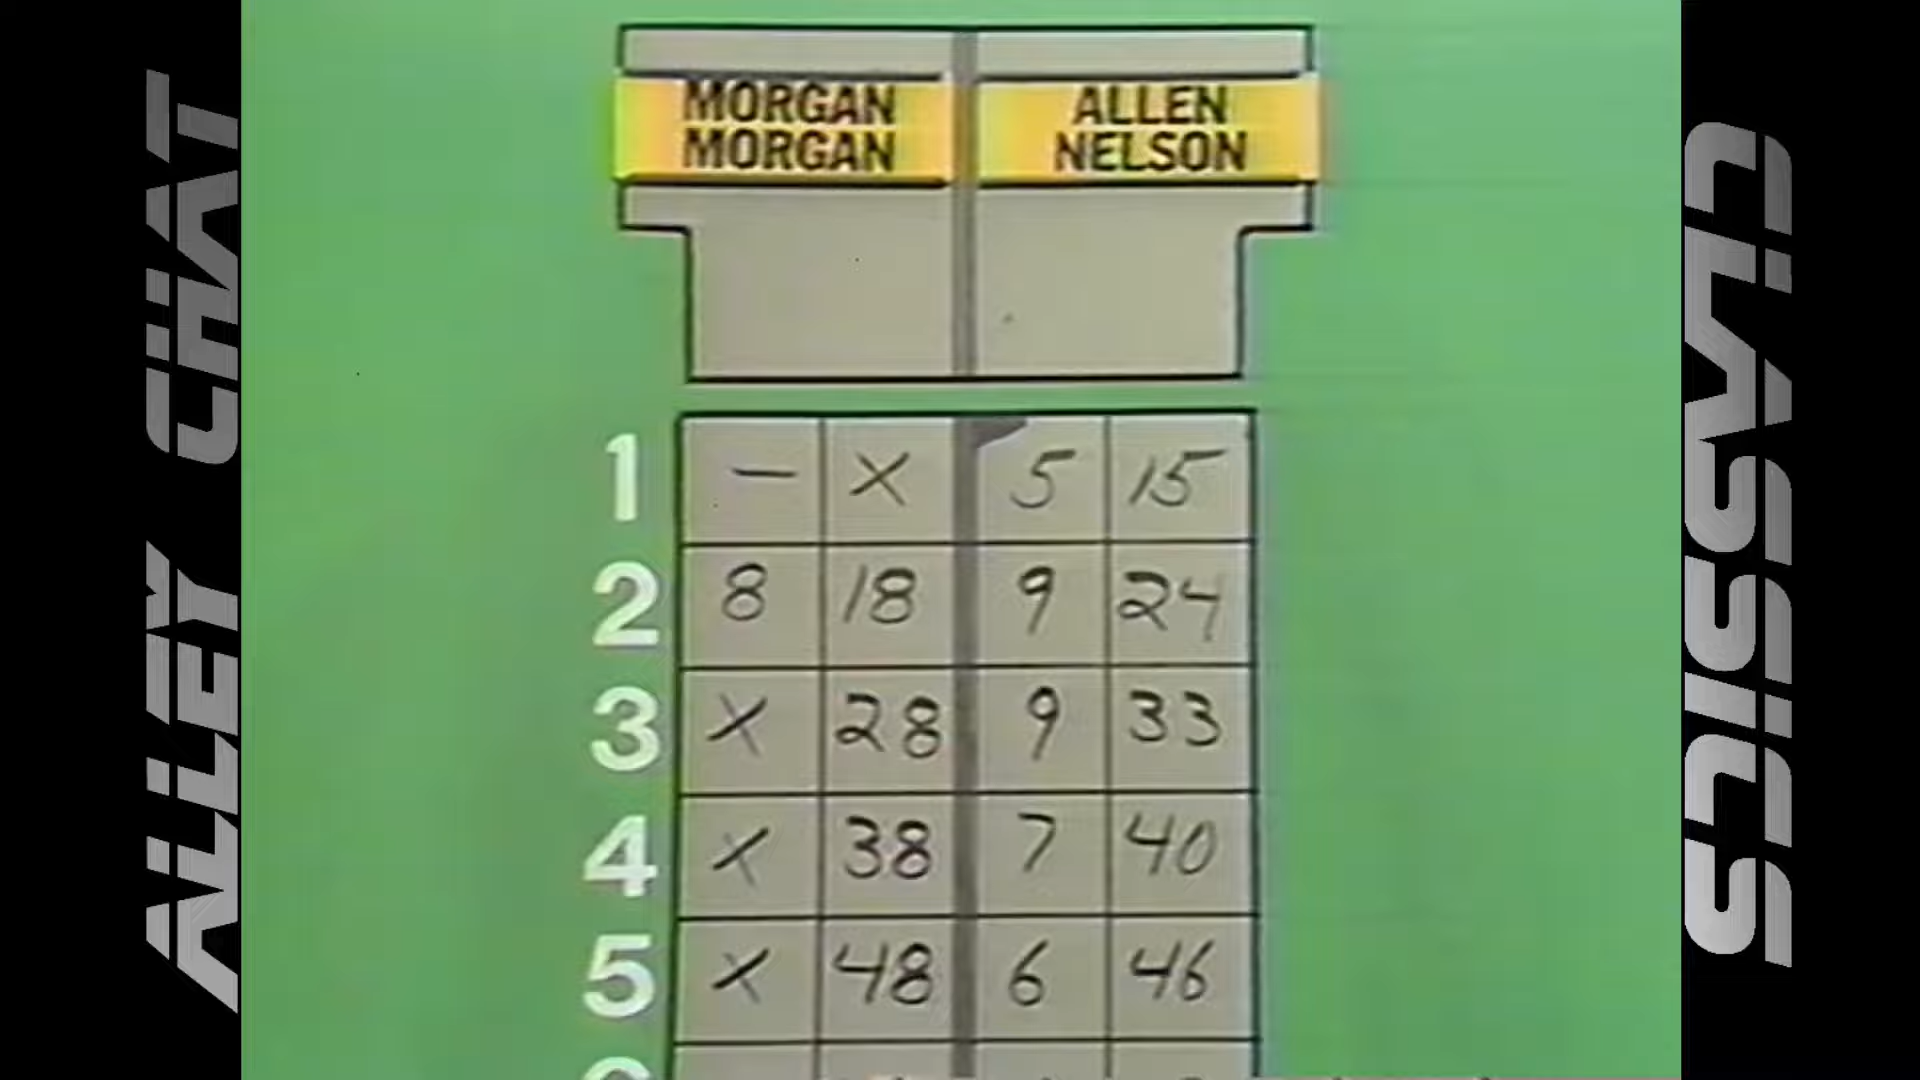 ALLEY CHAT
MORGAN
MORGAN
ALLEN
NELSON
1 — X 5 15
2 8 18 9 24
3 X 28 9 33
4 X 38 7 40
5 X 48 6 46
CLASSICS